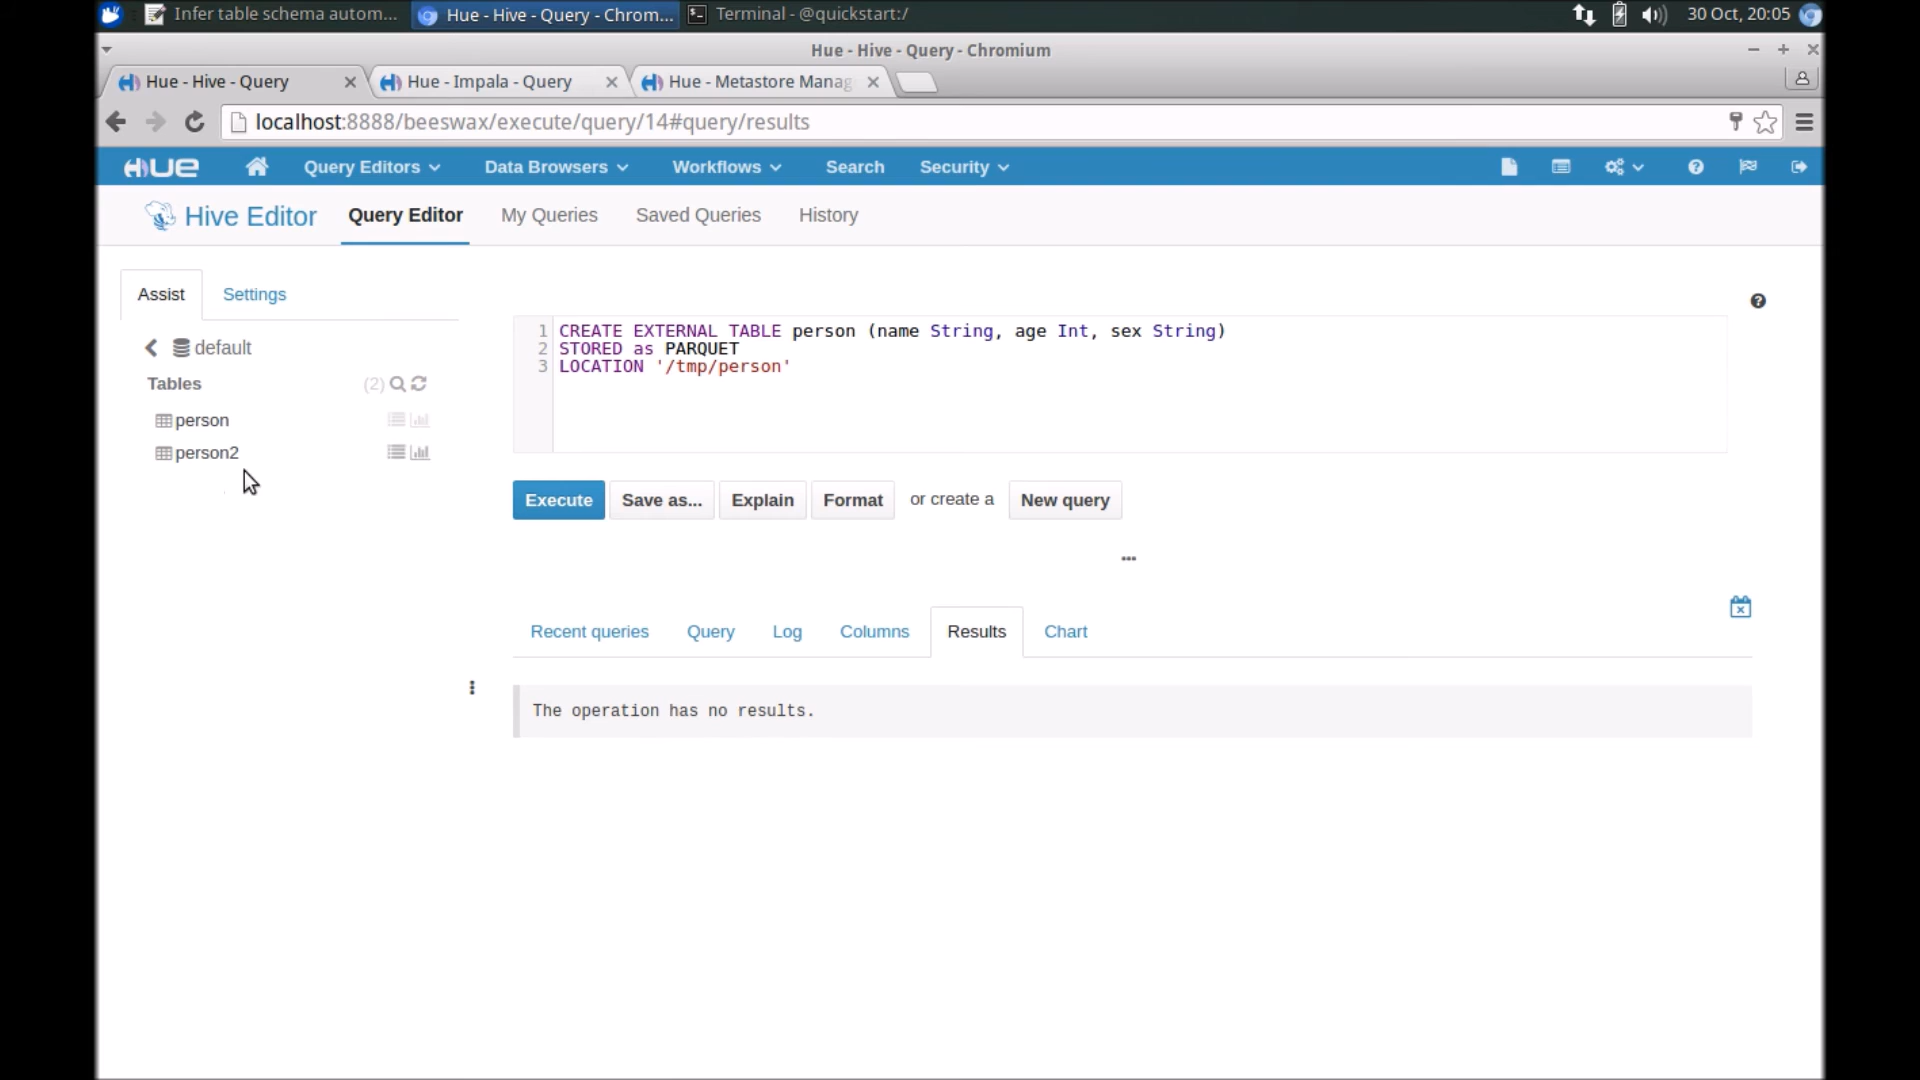 Infer table schema autom... Hue - Hive - Query - Chrom... Terminal - @quickstart:/ 30 Oct, 20:05
Hue - Hive - Query - Chromium
Hue - Hive - Query Hue - Impala - Query Hue - Metastore Manag
localhost:8888/beeswax/execute/query/14#query/results
HUE Query Editors Data Browsers Workflows Search Security
Hive Editor Query Editor My Queries Saved Queries History
Assist Settings
default
Tables (2)
person
person2
1 CREATE EXTERNAL TABLE person (name String, age Int, sex String)
2 STORED as PARQUET
3 LOCATION '/tmp/person'
Execute Save as... Explain Format or create a New query
Recent queries Query Log Columns Results Chart
The operation has no results.